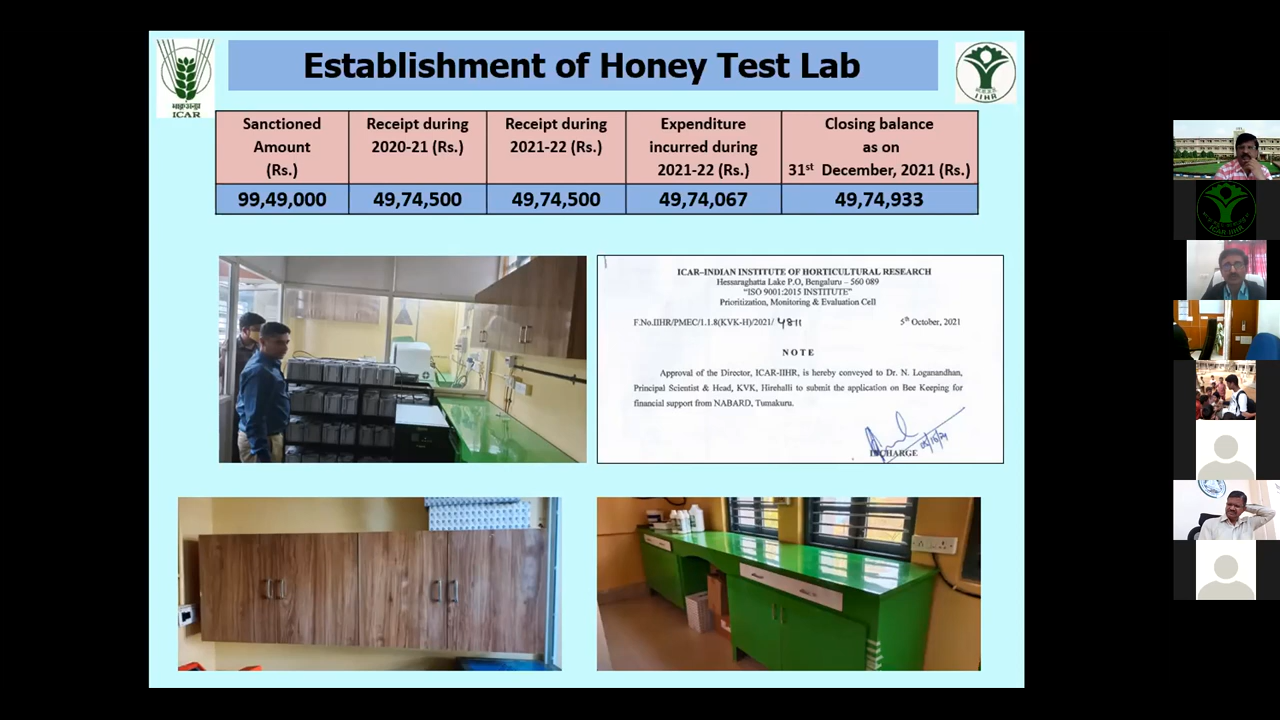 Establishment of Honey Test Lab
ICAR
IIHR
Sanctioned
Amount
(Rs.)
Receipt during
2020-21 (Rs.)
Receipt during
2021-22 (Rs.)
Expenditure
incurred during
2021-22 (Rs.)
Closing balance
as on
31st December, 2021 (Rs.)
99,49,000
49,74,500
49,74,500
49,74,067
49,74,933
ICAR–INDIAN INSTITUTE OF HORTICULTURAL RESEARCH
Hessaraghatta Lake P.O, Bengaluru – 560 089
“ISO 9001:2015 INSTITUTE”
Prioritization, Monitoring & Evaluation Cell
F.No.IIHR/PMEC/1.1.8(KVK-H)/2021/ 4811
5th October, 2021
NOTE
Approval of the Director, ICAR-IIHR, is hereby conveyed to Dr. N. Loganandhan,
Principal Scientist & Head, KVK, Hirehalli to submit the application on Bee Keeping for
financial support from NABARD, Tumakuru.
ICAR IIHR